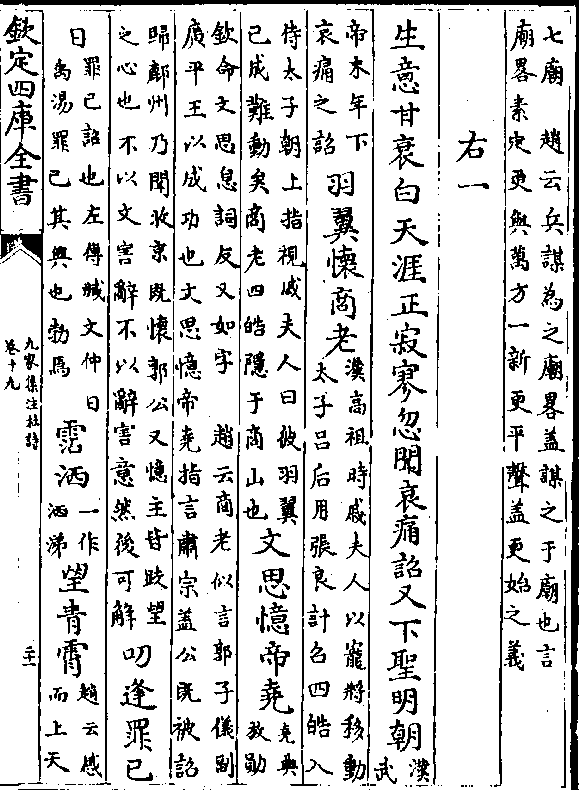 七廟　趙云兵謀為之廟畧盖謀之于廟也言
廟畧素定更與萬方一新更平聲盖更始之義
右一
生意甘衰白天涯正寂寥忽聞哀痛詔又下聖明朝漢武
帝末年下哀痛之詔羽翼懷商老漢高祖時戚夫人以寵將移動太子吕后用張良計召四皓入
侍太子朝上指視戚夫人曰彼羽翼已成難動矣商老四皓隱于商山也文思憶帝堯堯典放勛
欽命文思息詞反又如字　趙云商老似言郭子儀副廣平王以成功也文思憶帝堯指言肅宗盖公既被詔
歸鄜州乃聞收京既懷郭公又憶主皆跂望之心也不以文害辭不以辭害意然後可解叨逢罪已
日罪已詔也左傳臧文仲曰禹湯罪已其興也勃焉霑洒一作洒涕望青霄趙云感而上天
欽定四庫全書
九家集注杜詩
卷十九
二十一